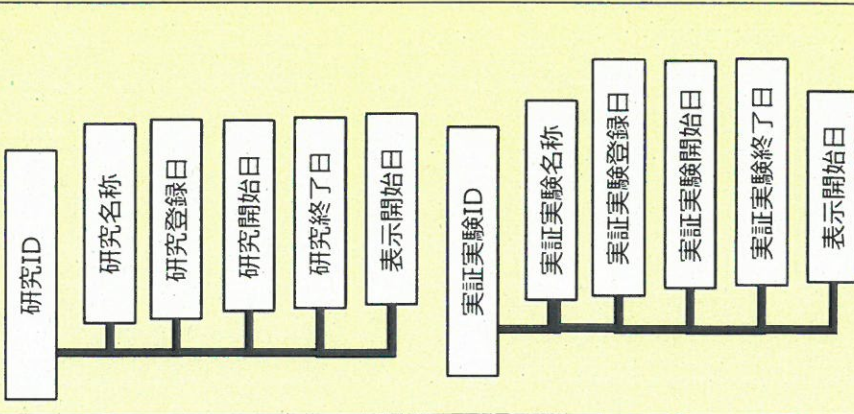 研究ID
研究名称
研究登録日
研究開始日
研究終了日
表示開始日
実証実験ID
実証実験名称
実証実験登録日
実証実験開始日
実証実験終了日
表示開始日